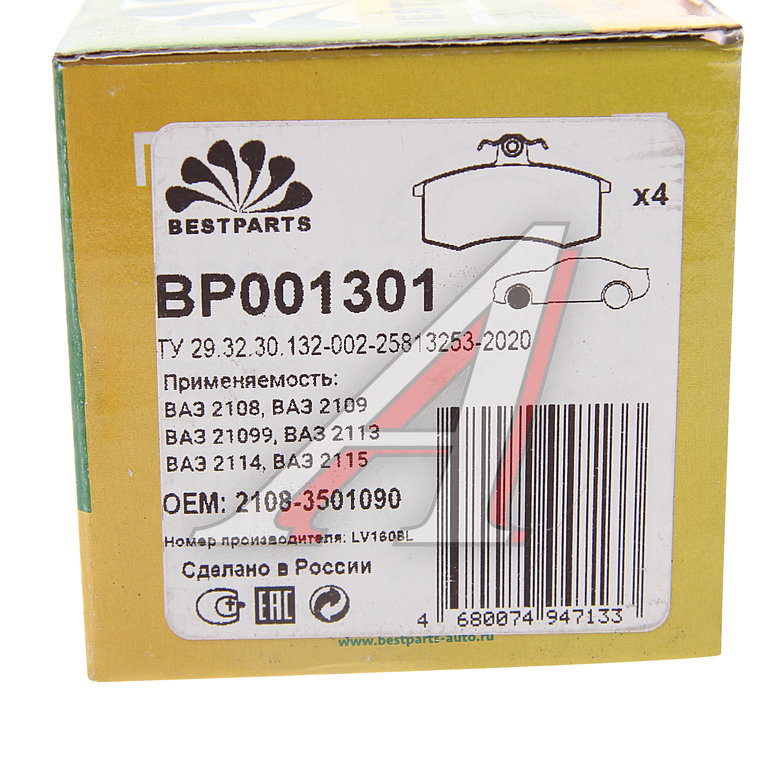 BESTPARTS
x4
BP001301
ТУ 29.32.30.132-002-25813253-2020
Применяемость:
ВАЗ 2108, ВАЗ 2109
ВАЗ 21099, ВАЗ 2113
ВАЗ 2114, ВАЗ 2115
OEM: 2108-3501090
Номер производителя: LV160BL
Сделано в России
ЕАС
4 680074 947133
www.bestparts-auto.ru